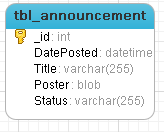 tbl_announcement
_id: int
DatePosted: datetime
Title: varchar(255)
Poster: blob
Status: varchar(255)